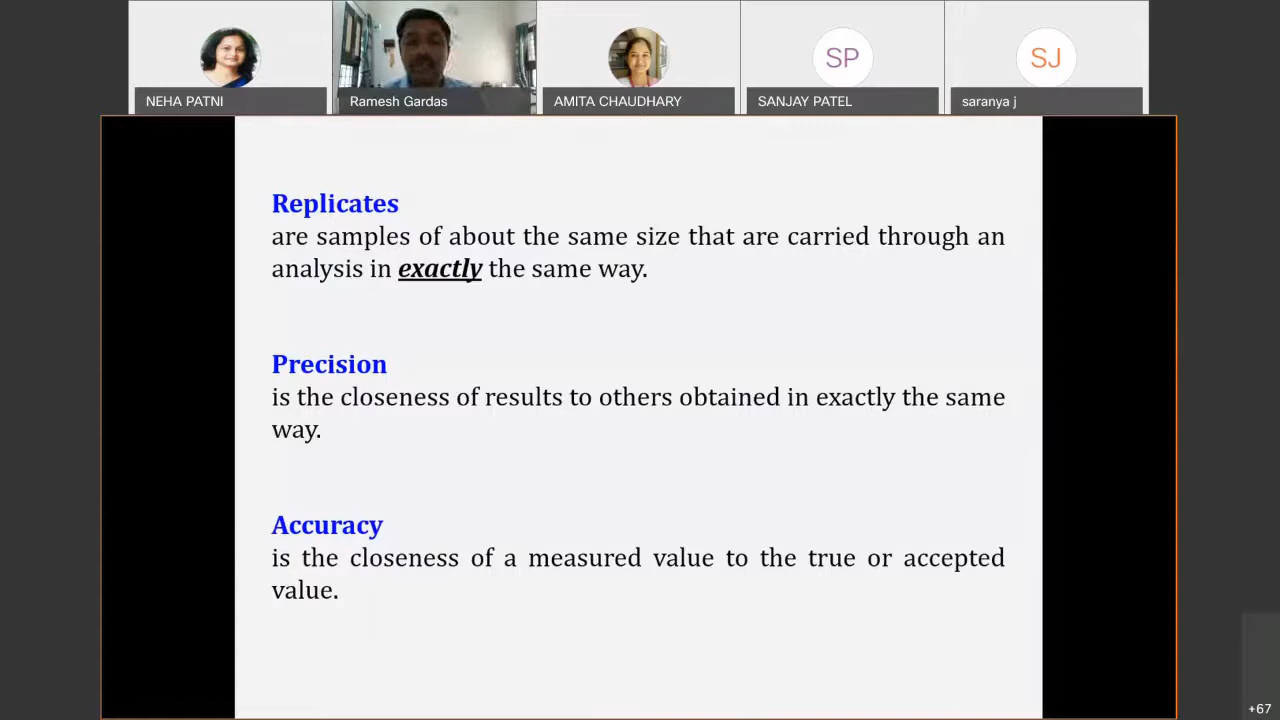 SP
SJ
NEHA PATNI
Ramesh Gardas
AMITA CHAUDHARY
SANJAY PATEL
saranya j
Replicates
are samples of about the same size that are carried through an
analysis in exactly the same way.
Precision
is the closeness of results to others obtained in exactly the same
way.
Accuracy
is the closeness of a measured value to the true or accepted
value.
+67